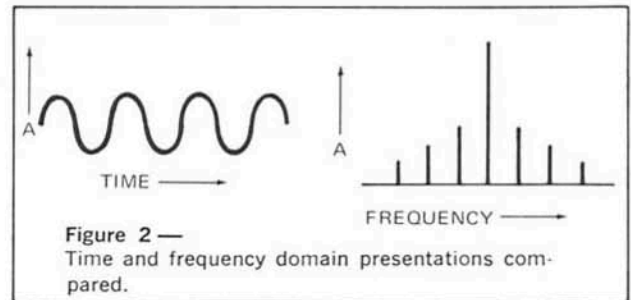 A
TIME
A
FREQUENCY
Figure 2 —
Time and frequency domain presentations com-
pared.